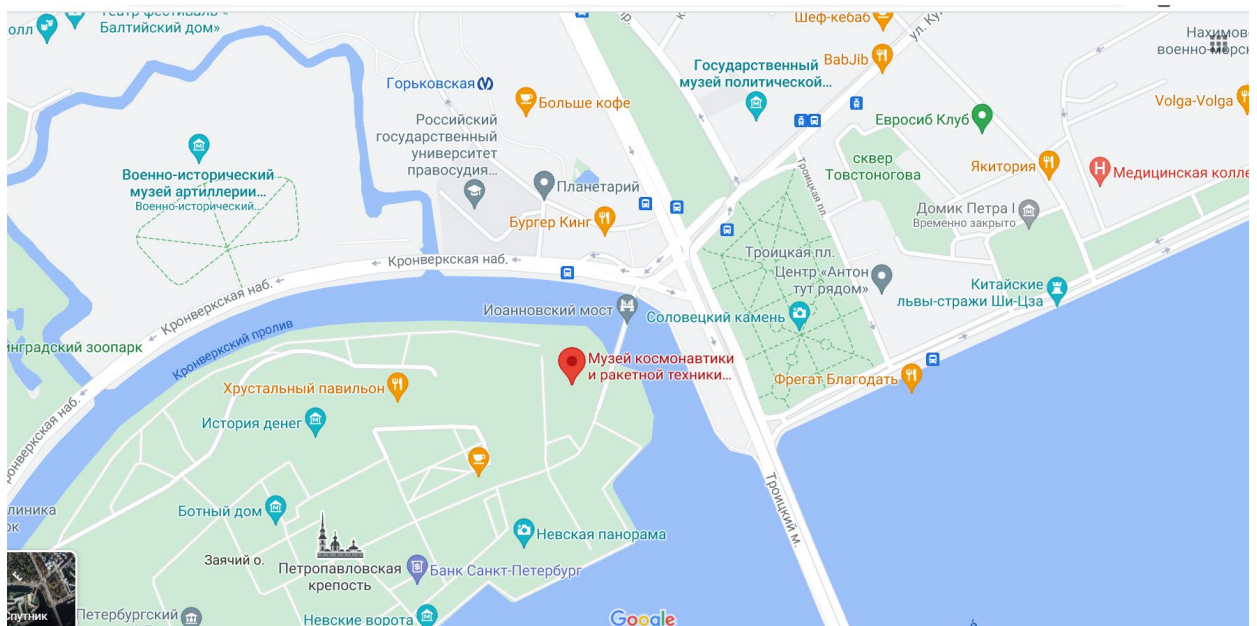 Театр-фестиваль «
Балтийский дом»
Шеф-кебаб
ул. Ку
Нахимов
военно-морск
BabJib
Государственный
музей политической...
Горьковская
Больше кофе
Volga-Volga
Российский
государственный
университет
правосудия...
Евросиб Клуб
Военно-исторический
музей артиллерии...
Военно-исторический...
сквер
Товстоногова
Якитория
Медицинская колле
Троицкая пл.
Планетарий
Бургер Кинг
Домик Петра I
Временно закрыто
Кронверкская наб.
Троицкая пл.
Центр «Антон
тут рядом»
Китайские
львы-стражи Ши-Цза
Кронверкская наб.
Иоанновский мост
Соловецкий камень
Кронверкский пролив
инградский зоопарк
Музей космонавтики
и ракетной техники...
Хрустальный павильон
Фрегат Благодать
Кронверкская наб.
История денег
Троицкий м.
Ботный дом
Невская панорама
Заячий о.
Петропавловская
крепость
Банк Санкт-Петербург
Спутник
Петербургский
Невские ворота
Google